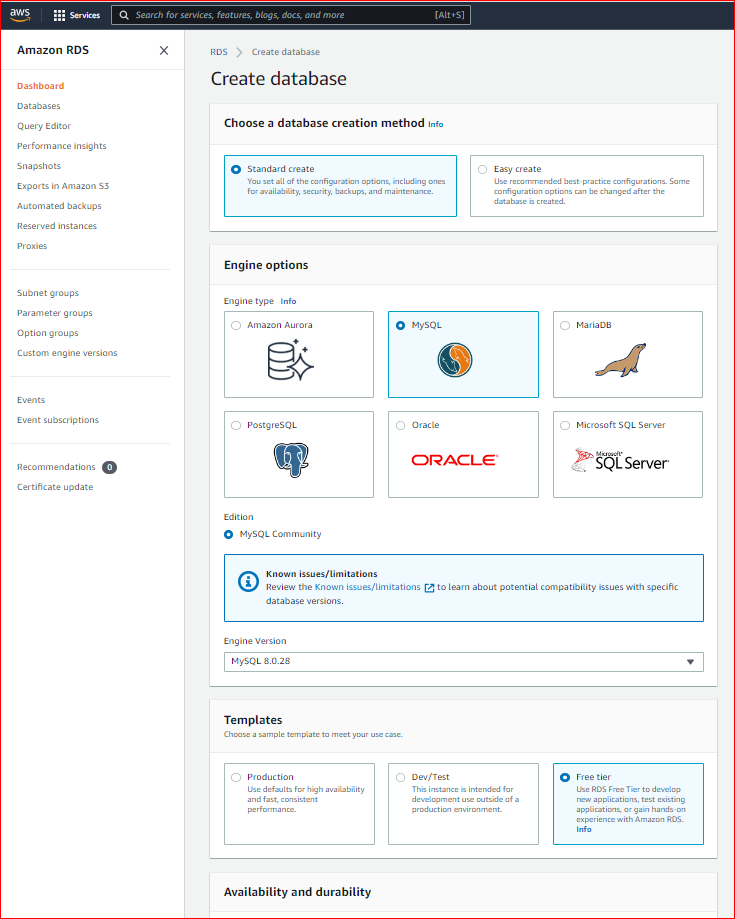 aws
Services
Search for services, features, blogs, docs, and more
[Alt+S]
Amazon RDS
Dashboard
Databases
Query Editor
Performance insights
Snapshots
Exports in Amazon S3
Automated backups
Reserved instances
Proxies
Subnet groups
Parameter groups
Option groups
Custom engine versions
Events
Event subscriptions
Recommendations 0
Certificate update
RDS > Create database
Create database
Choose a database creation method Info
Standard create
You set all of the configuration options, including ones
for availability, security, backups, and maintenance.
Easy create
Use recommended best-practice configurations. Some
configuration options can be changed after the
database is created.
Engine options
Engine type Info
Amazon Aurora
MySQL
MariaDB
PostgreSQL
Oracle
ORACLE
Microsoft SQL Server
Microsoft
SQL Server
Edition
MySQL Community
Known issues/limitations
Review the Known issues/limitations to learn about potential compatibility issues with specific
database versions.
Engine Version
MySQL 8.0.28
Templates
Choose a sample template to meet your use case.
Production
Use defaults for high availability
and fast, consistent
performance.
Dev/Test
This instance is intended for
development use outside of a
production environment.
Free tier
Use RDS Free Tier to develop
new applications, test existing
applications, or gain hands-on
experience with Amazon RDS.
Info
Availability and durability